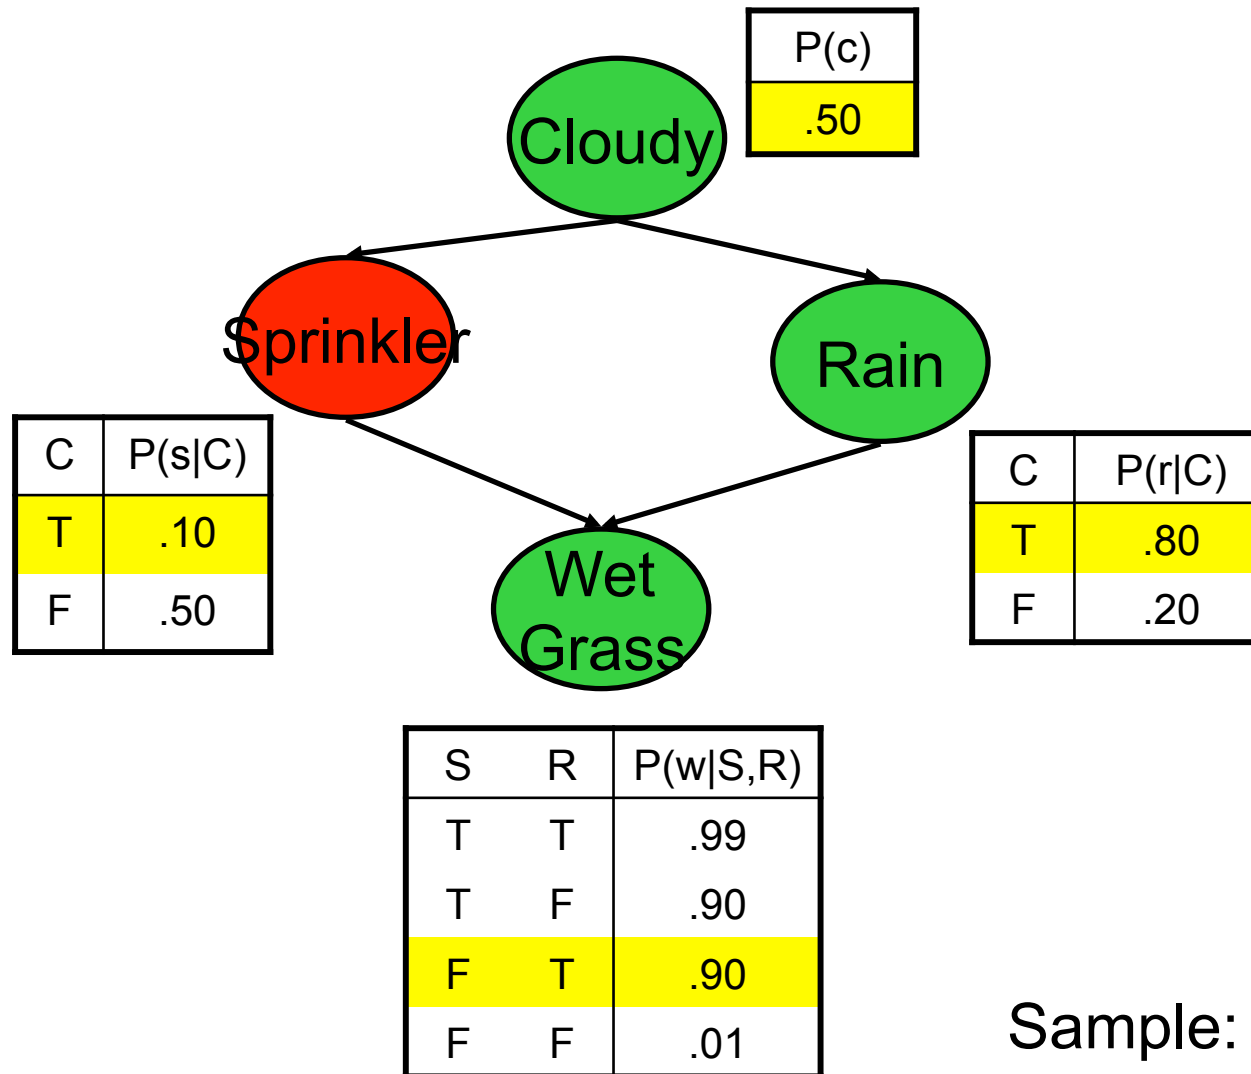 P(c)
.50
Cloudy
Sprinkler
Rain
C P(s|C)
T .10
F .50
C P(r|C)
T .80
F .20
Wet
Grass
S R P(w|S,R)
T T .99
T F .90
F T .90
F F .01
Sample: